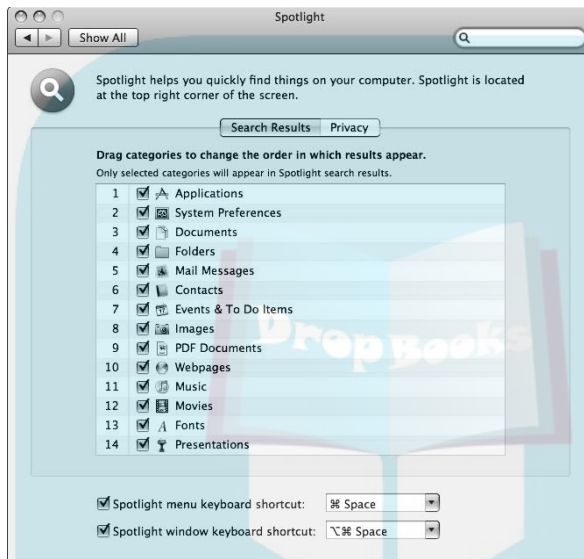 Spotlight
Show All
Spotlight helps you quickly find things on your computer. Spotlight is located
at the top right corner of the screen.
Search Results Privacy
Drag categories to change the order in which results appear.
Only selected categories will appear in Spotlight search results.
1 Applications
2 System Preferences
3 Documents
4 Folders
5 Mail Messages
6 Contacts
7 Events & To Do Items
8 Images
9 PDF Documents
10 Webpages
11 Music
12 Movies
13 Fonts
14 Presentations
DropBooks
Spotlight menu keyboard shortcut: ⌘ Space
Spotlight window keyboard shortcut: ⌥⌘ Space